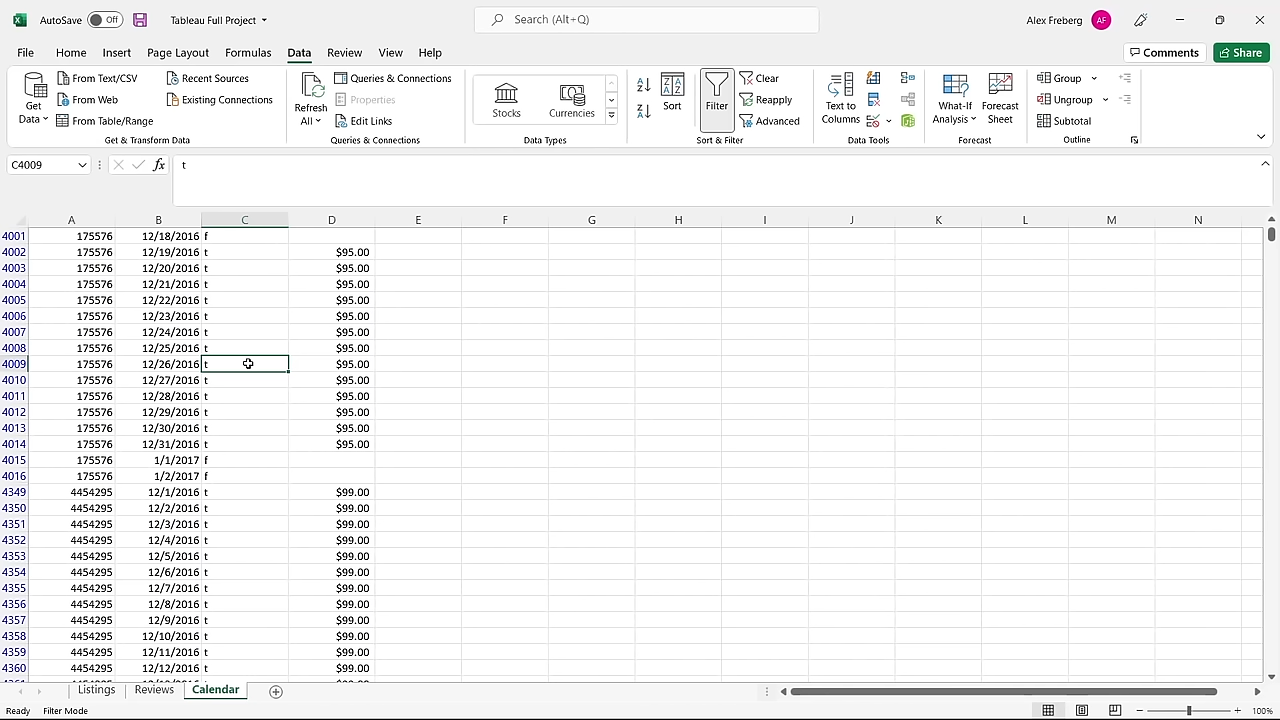 AutoSave Off Tableau Full Project Search (Alt+Q) Alex Freberg AF
File Home Insert Page Layout Formulas Data Review View Help Comments Share
Get Data
From Text/CSV
From Web
From Table/Range
Recent Sources
Existing Connections
Get & Transform Data
Refresh All
Queries & Connections
Properties
Edit Links
Queries & Connections
Stocks
Currencies
Data Types
Sort
Filter
Clear
Reapply
Advanced
Sort & Filter
Text to Columns
Data Tools
What-If Analysis
Forecast Sheet
Forecast
Group
Ungroup
Subtotal
Outline
C4009 fx t
A B C D E F G H I J K L M N
4001 175576 12/18/2016 f
4002 175576 12/19/2016 t $95.00
4003 175576 12/20/2016 t $95.00
4004 175576 12/21/2016 t $95.00
4005 175576 12/22/2016 t $95.00
4006 175576 12/23/2016 t $95.00
4007 175576 12/24/2016 t $95.00
4008 175576 12/25/2016 t $95.00
4009 175576 12/26/2016 t $95.00
4010 175576 12/27/2016 t $95.00
4011 175576 12/28/2016 t $95.00
4012 175576 12/29/2016 t $95.00
4013 175576 12/30/2016 t $95.00
4014 175576 12/31/2016 t $95.00
4015 175576 1/1/2017 f
4016 175576 1/2/2017 f
4349 4454295 12/1/2016 t $99.00
4350 4454295 12/2/2016 t $99.00
4351 4454295 12/3/2016 t $99.00
4352 4454295 12/4/2016 t $99.00
4353 4454295 12/5/2016 t $99.00
4354 4454295 12/6/2016 t $99.00
4355 4454295 12/7/2016 t $99.00
4356 4454295 12/8/2016 t $99.00
4357 4454295 12/9/2016 t $99.00
4358 4454295 12/10/2016 t $99.00
4359 4454295 12/11/2016 t $99.00
4360 4454295 12/12/2016 t $99.00
Listings Reviews Calendar
Ready Filter Mode 100%